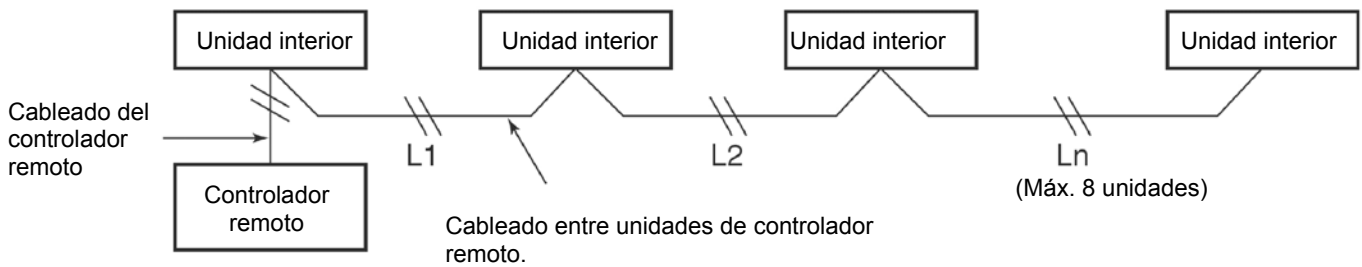 Unidad interior
Unidad interior
Unidad interior
Unidad interior
Cableado del
controlador
remoto
L1
L2
Ln
(Máx. 8 unidades)
Controlador
remoto
Cableado entre unidades de controlador
remoto.